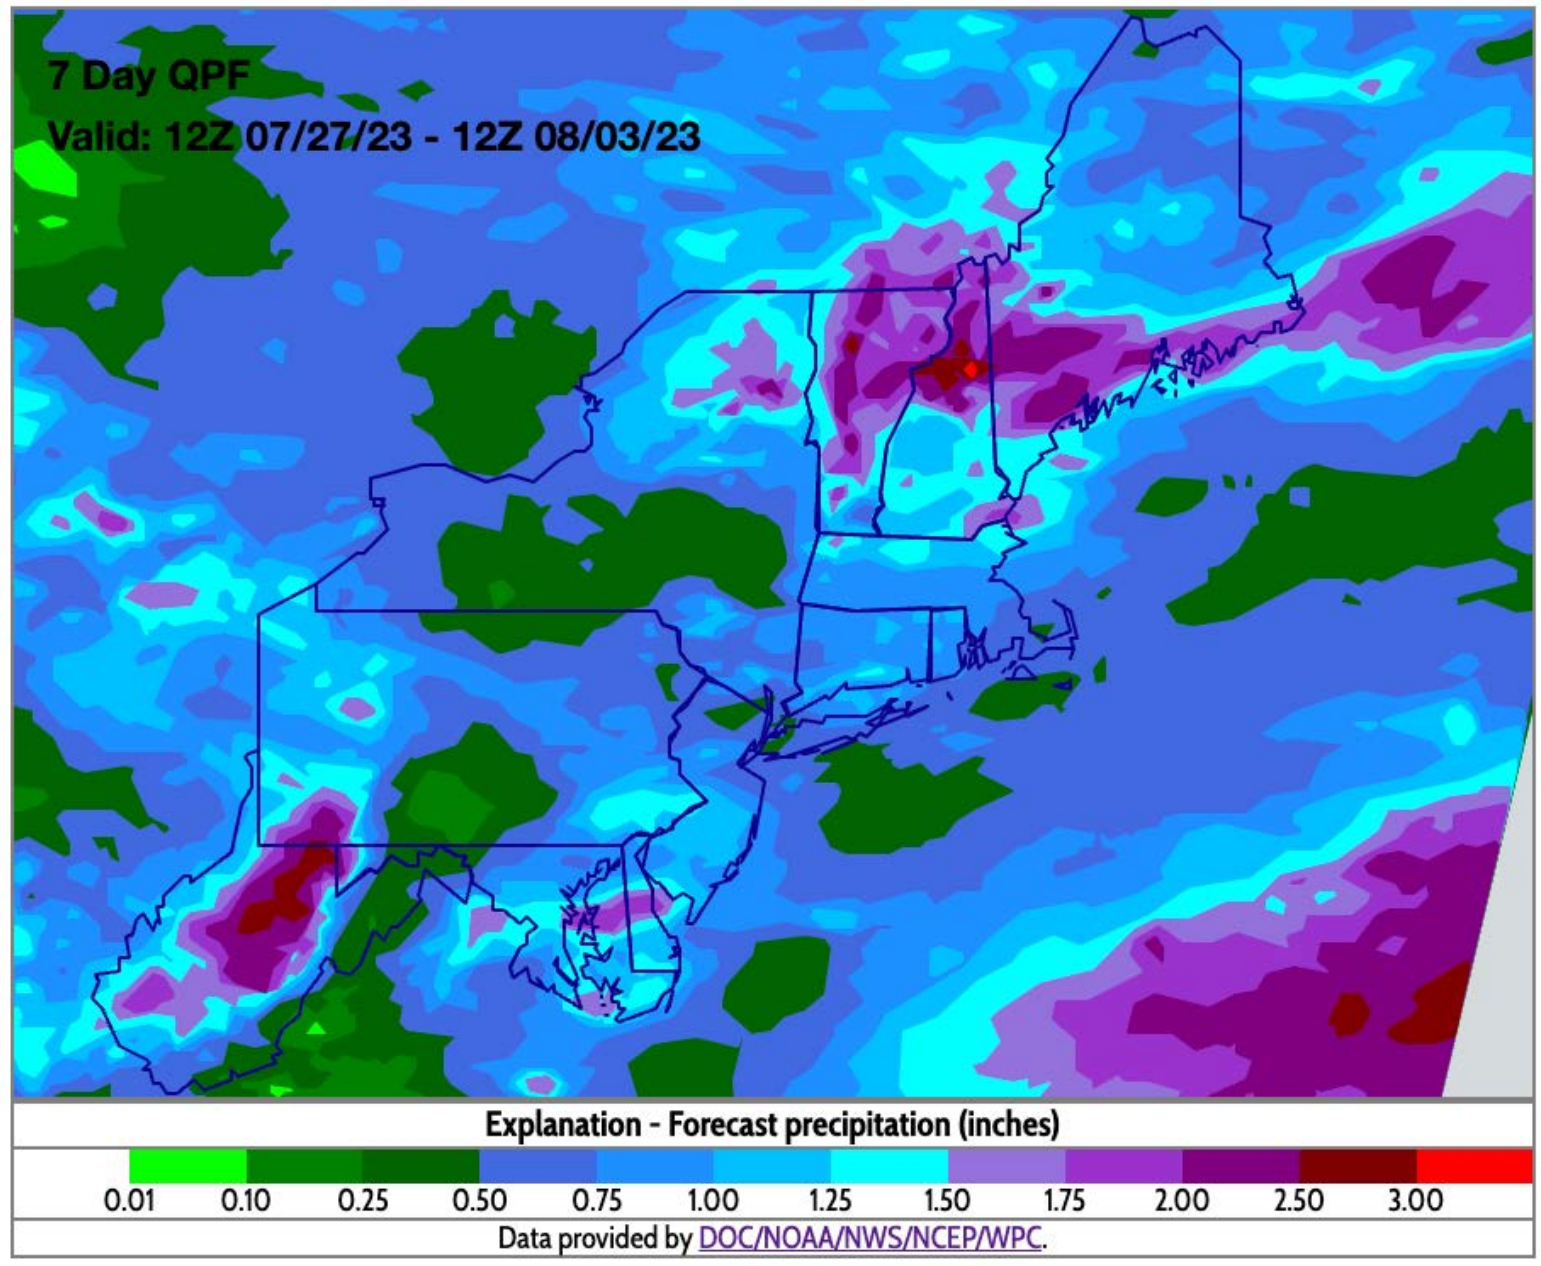 7 Day QPF
Valid: 12Z 07/27/23 - 12Z 08/03/23
Explanation - Forecast precipitation (inches)
0.01 0.10 0.25 0.50 0.75 1.00 1.25 1.50 1.75 2.00 2.50 3.00
Data provided by DOC/NOAA/NWS/NCEP/WPC.